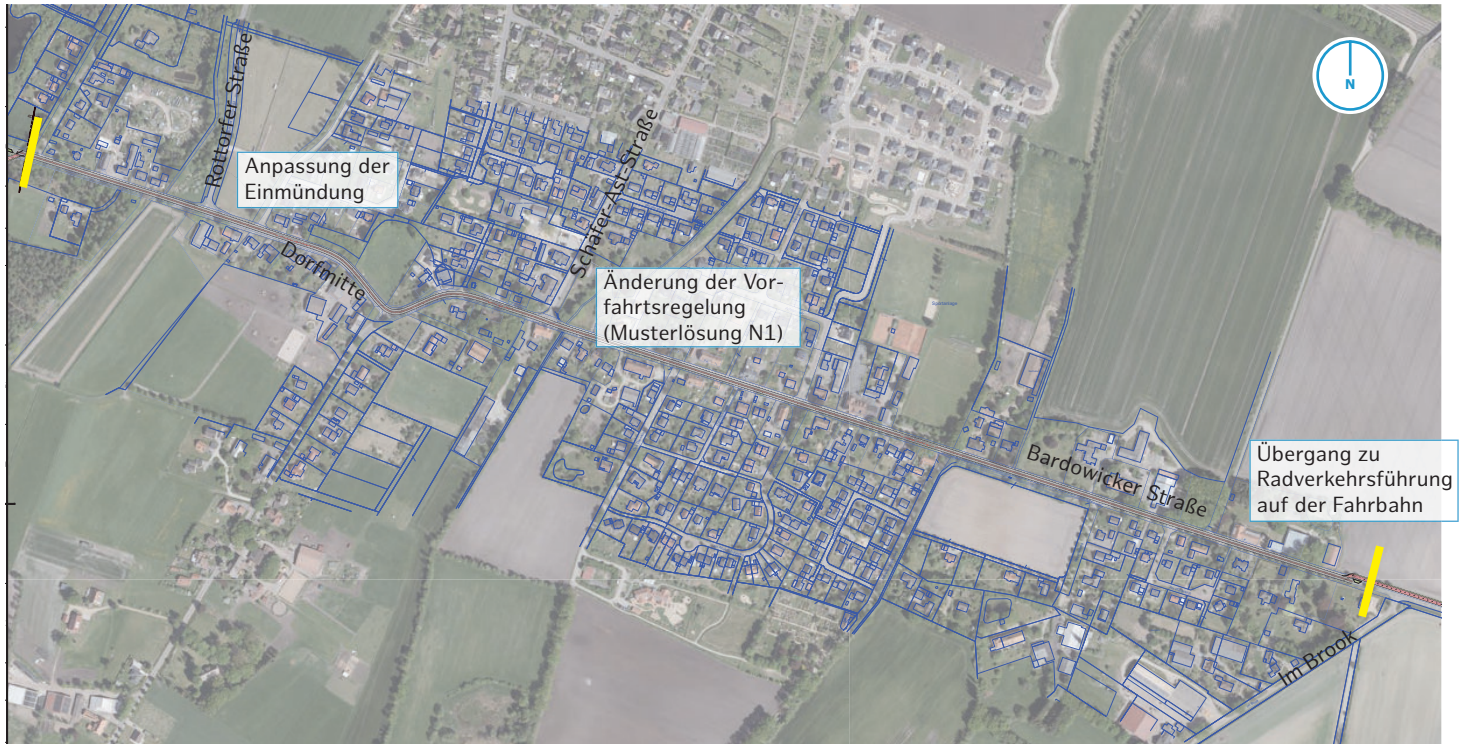 N
Rottorfer Straße
Anpassung der
Einmündung
Schäfer-Ast-Straße
Dorfmitte
Änderung der Vor-
fahrtsregelung
(Musterlösung N1)
Bardowicker Straße
Übergang zu
Radverkehrsführung
auf der Fahrbahn
Im Brook